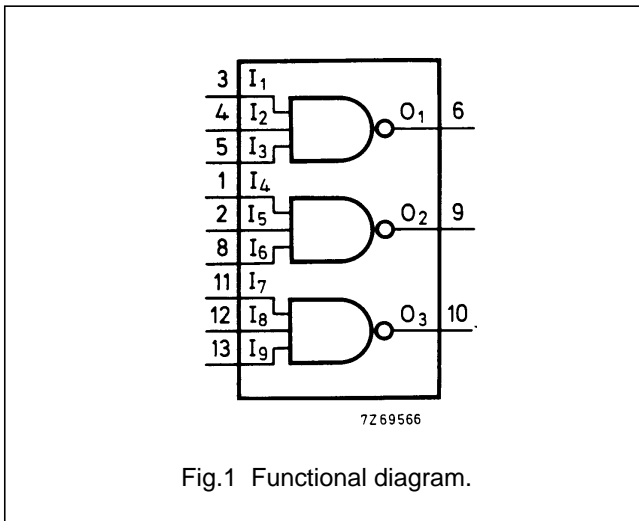 3 I1
4 I2 O1 6
5 I3
1 I4
2 I5 O2 9
8 I6
11 I7
12 I8 O3 10
13 I9
7Z69566
Fig.1 Functional diagram.